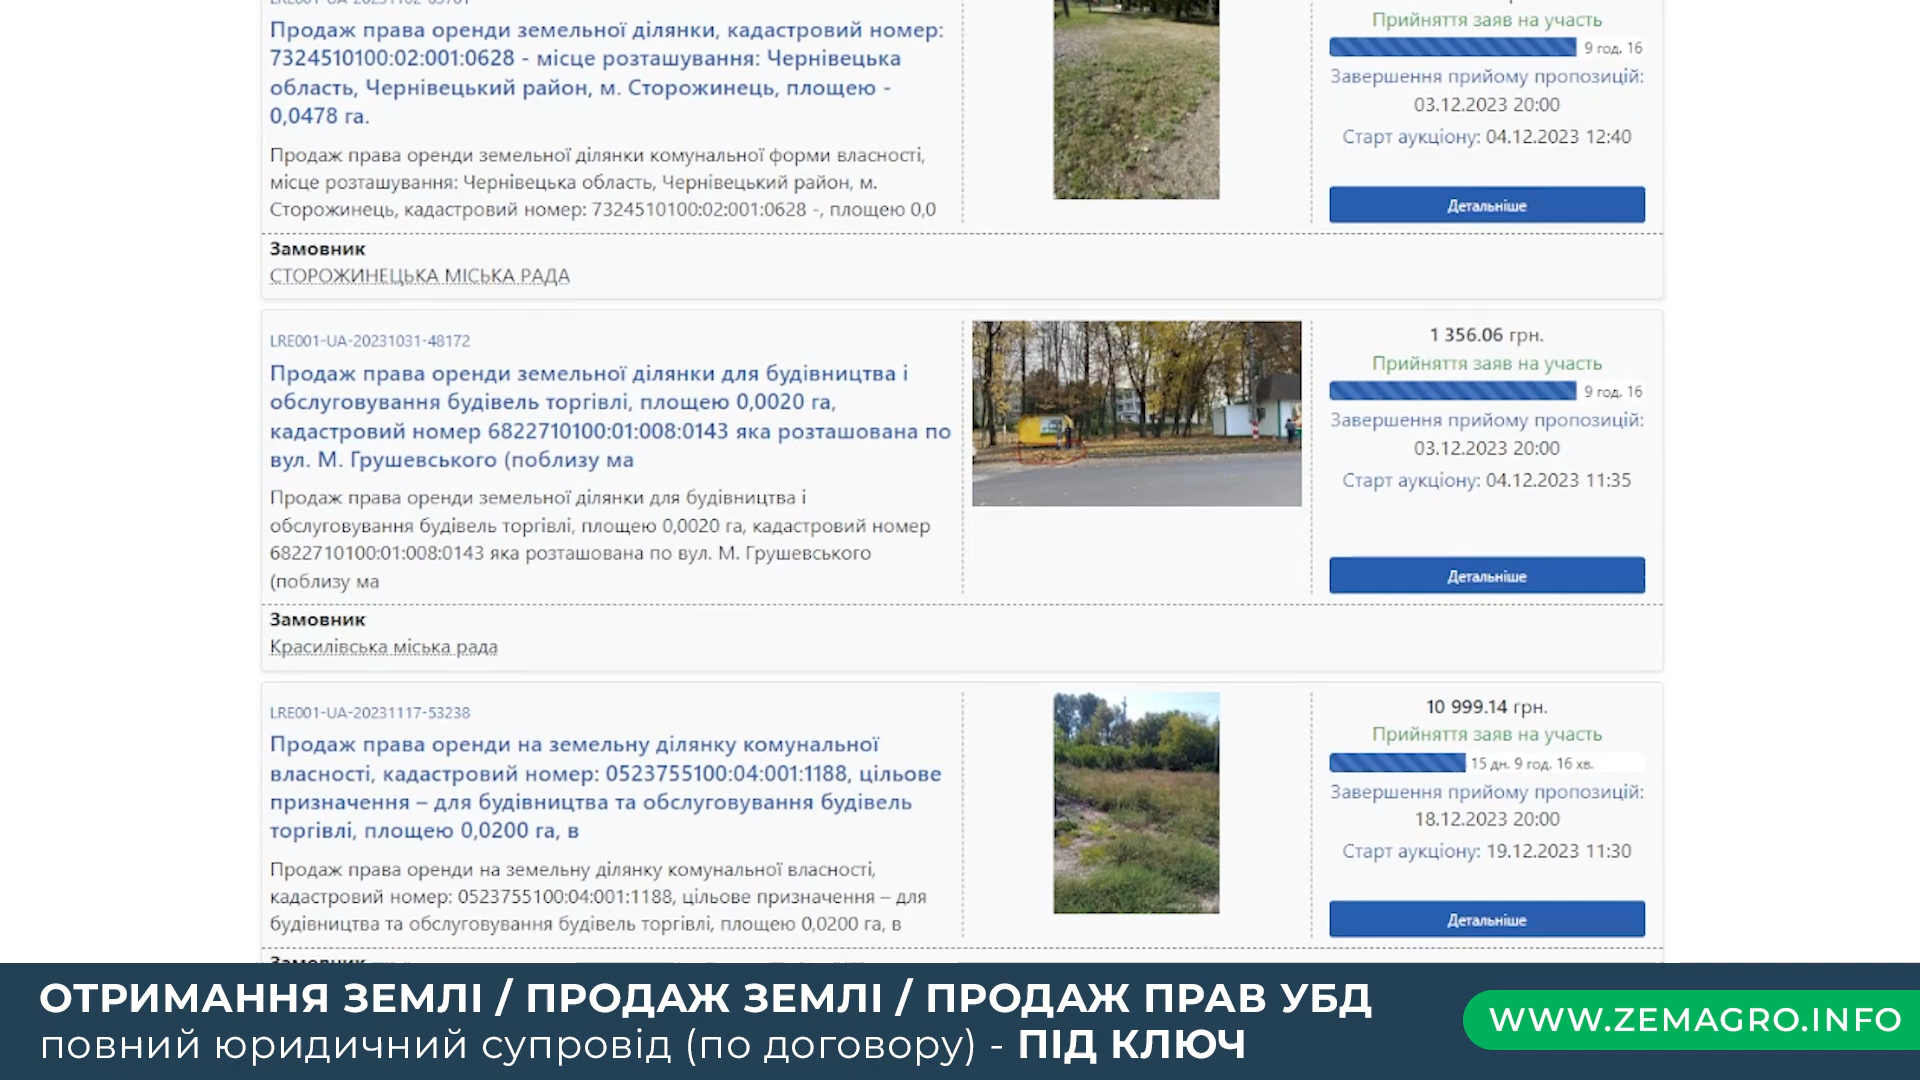 Продаж права оренди земельної ділянки, кадастровий номер:
7324510100:02:001:0628 - місце розташування: Чернівецька
область, Чернівецький район, м. Сторожинець, площею -
0,0478 га.
Продаж права оренди земельної ділянки комунальної форми власності,
місце розташування: Чернівецька область, Чернівецький район, м.
Сторожинець, кадастровий номер: 7324510100:02:001:0628 -, площею 0,0
Прийняття заяв на участь
9 год. 16
Завершення прийому пропозицій:
03.12.2023 20:00
Старт аукціону: 04.12.2023 12:40
Детальніше
Замовник
СТОРОЖИНЕЦЬКА МІСЬКА РАДА
LRE001-UA-20231031-48172
Продаж права оренди земельної ділянки для будівництва і
обслуговування будівель торгівлі, площею 0,0020 га,
кадастровий номер 6822710100:01:008:0143 яка розташована по
вул. М. Грушевського (поблизу ма
Продаж права оренди земельної ділянки для будівництва і
обслуговування будівель торгівлі, площею 0,0020 га, кадастровий номер
6822710100:01:008:0143 яка розташована по вул. М. Грушевського
(поблизу ма
1 356.06 грн.
Прийняття заяв на участь
9 год. 16
Завершення прийому пропозицій:
03.12.2023 20:00
Старт аукціону: 04.12.2023 11:35
Детальніше
Замовник
Красилівська міська рада
LRE001-UA-20231117-53238
Продаж права оренди на земельну ділянку комунальної
власності, кадастровий номер: 0523755100:04:001:1188, цільове
призначення – для будівництва та обслуговування будівель
торгівлі, площею 0,0200 га, в
Продаж права оренди на земельну ділянку комунальної власності,
кадастровий номер: 0523755100:04:001:1188, цільове призначення – для
будівництва та обслуговування будівель торгівлі, площею 0,0200 га, в
10 999.14 грн.
Прийняття заяв на участь
15 дн. 9 год. 16 хв.
Завершення прийому пропозицій:
18.12.2023 20:00
Старт аукціону: 19.12.2023 11:30
Детальніше
Замовник
ОТРИМАННЯ ЗЕМЛІ / ПРОДАЖ ЗЕМЛІ / ПРОДАЖ ПРАВ УБД
повний юридичний супровід (по договору) - ПІД КЛЮЧ
WWW.ZEMAGRO.INFO